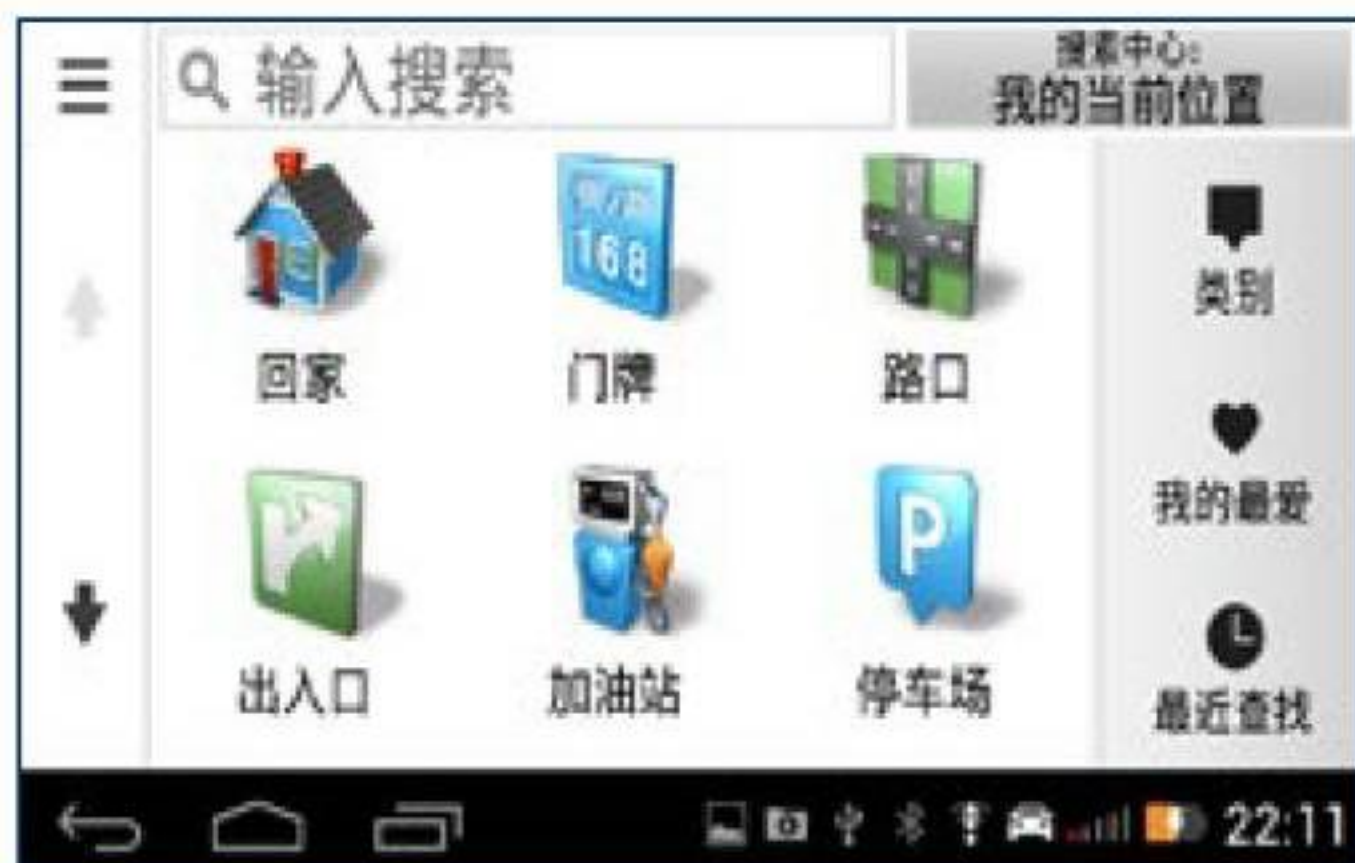 输入搜索
搜索中心:
我的当前位置
168
回家
门牌
路口
类别
出入口
加油站
停车场
P
我的最爱
最近查找
22:11